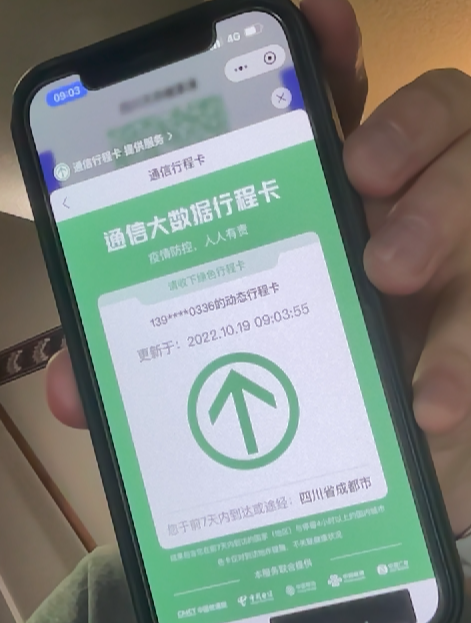 09:03
4G
通信行程卡 提供服务
通信行程卡
通信大数据行程卡
疫情防控，人人有责
请收下绿色行程卡
139****0336的动态行程卡
更新于：2022.10.19 09:03:55
您于前7天内到达或途经：四川省成都市
本服务联合提供